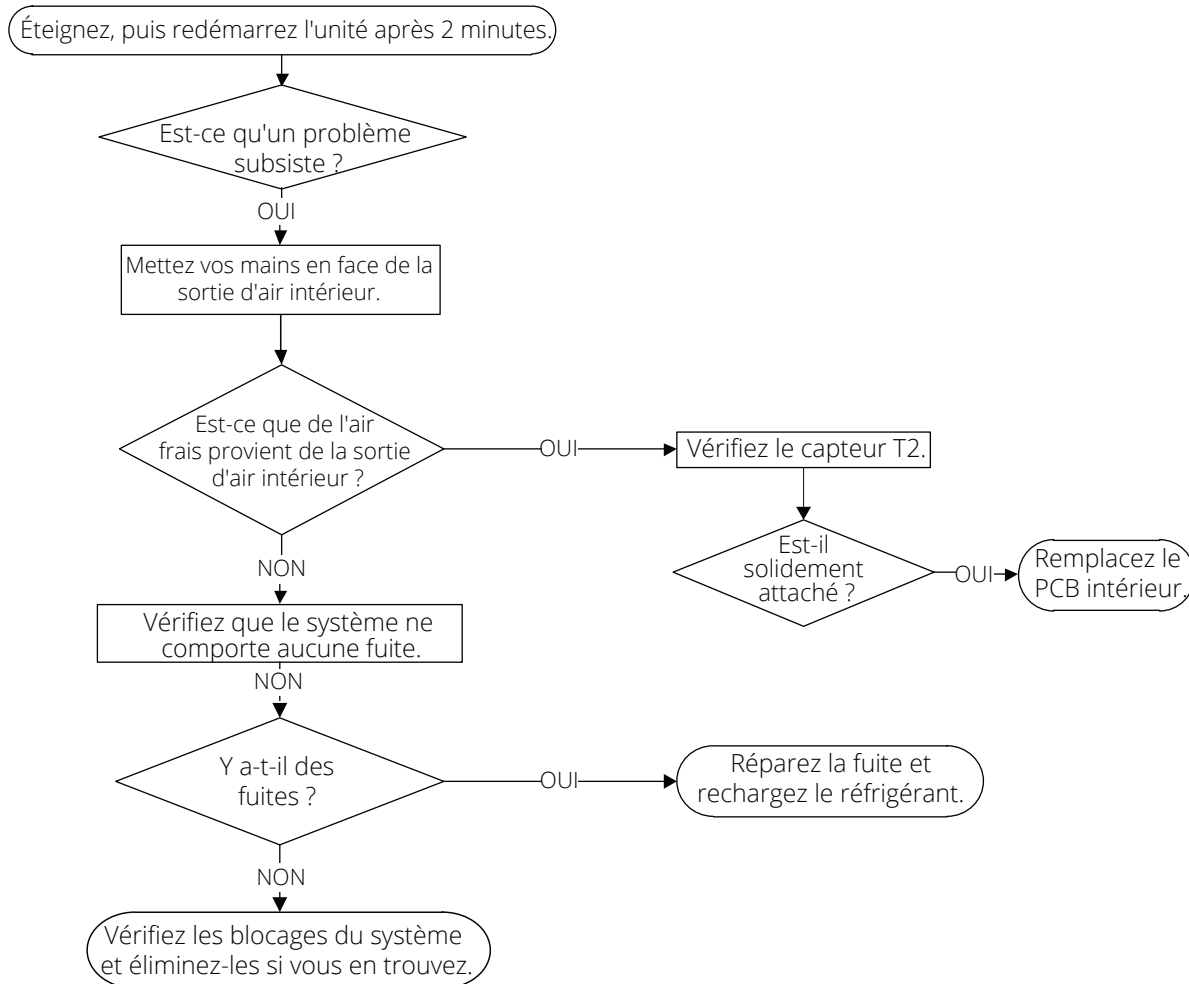 Éteignez, puis redémarrez l'unité après 2 minutes.
Est-ce qu'un problème
subsiste ?
OUI
Mettez vos mains en face de la
sortie d'air intérieur.
Est-ce que de l'air
frais provient de la sortie
d'air intérieur ?
OUI
Vérifiez le capteur T2.
Est-il
solidement
attaché ?
OUI
Remplacez le
PCB intérieur.
NON
Vérifiez que le système ne
comporte aucune fuite.
NON
Y a-t-il des
fuites ?
OUI
Réparez la fuite et
rechargez le réfrigérant.
NON
Vérifiez les blocages du système
et éliminez-les si vous en trouvez.